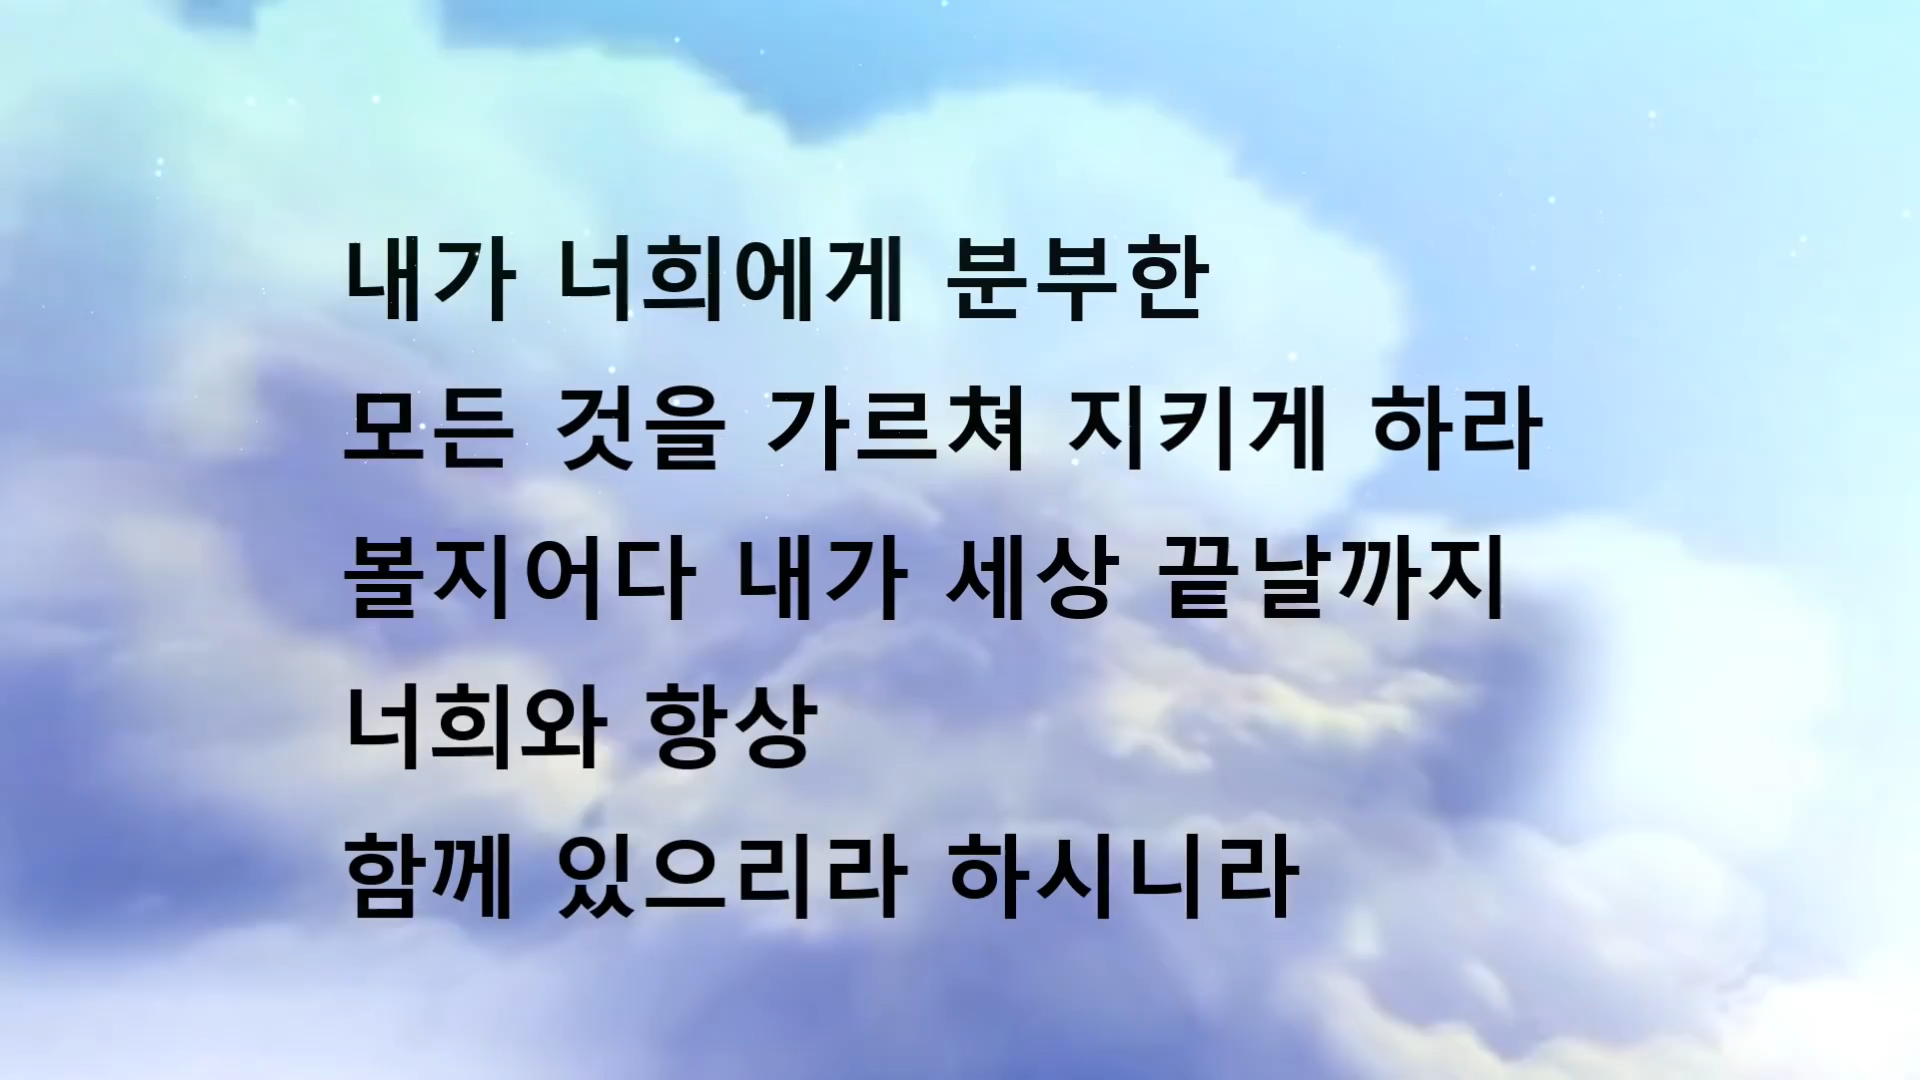 내가 너희에게 분부한
모든 것을 가르쳐 지키게 하라
볼지어다 내가 세상 끝날까지
너희와 항상
함께 있으리라 하시니라